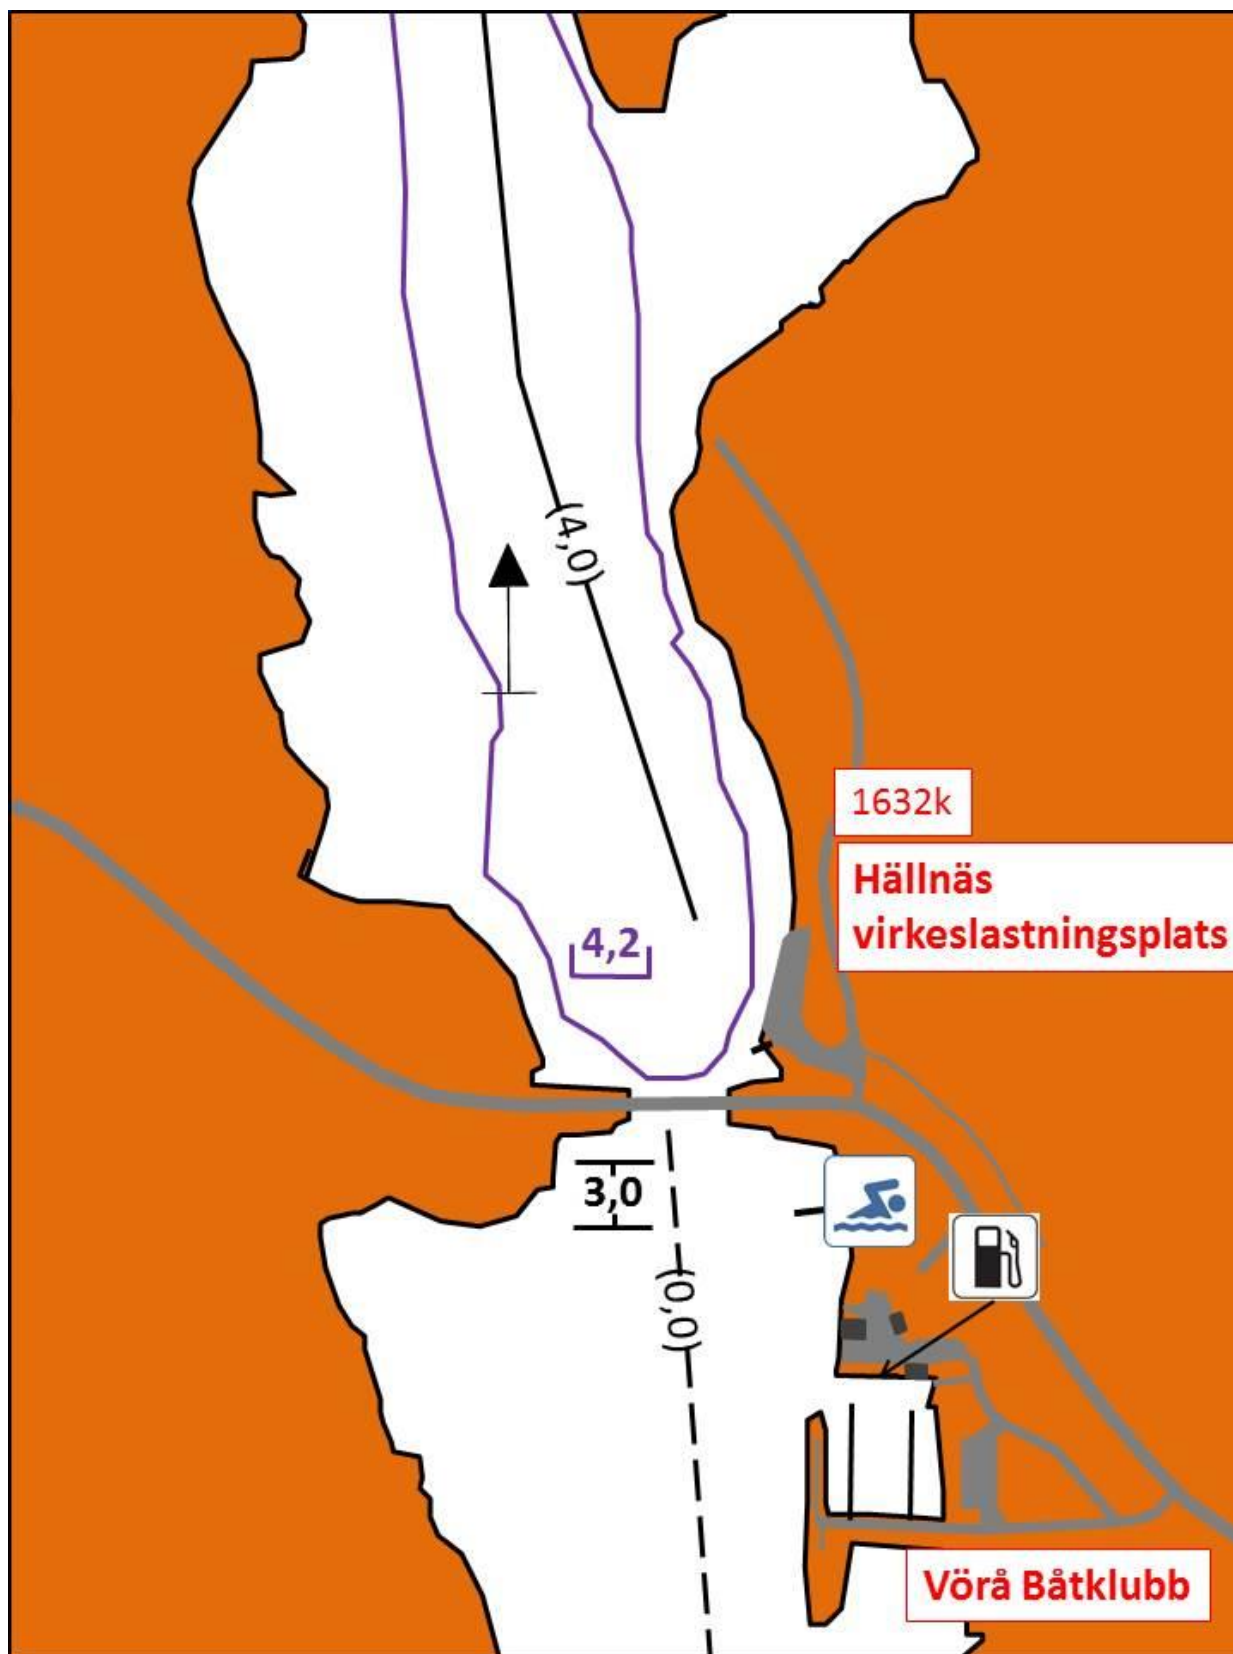 (4,0)
1632k
Hällnäs
virkeslastningsplats
4,2
3,0
(0,0)
Vörå Båtklubb